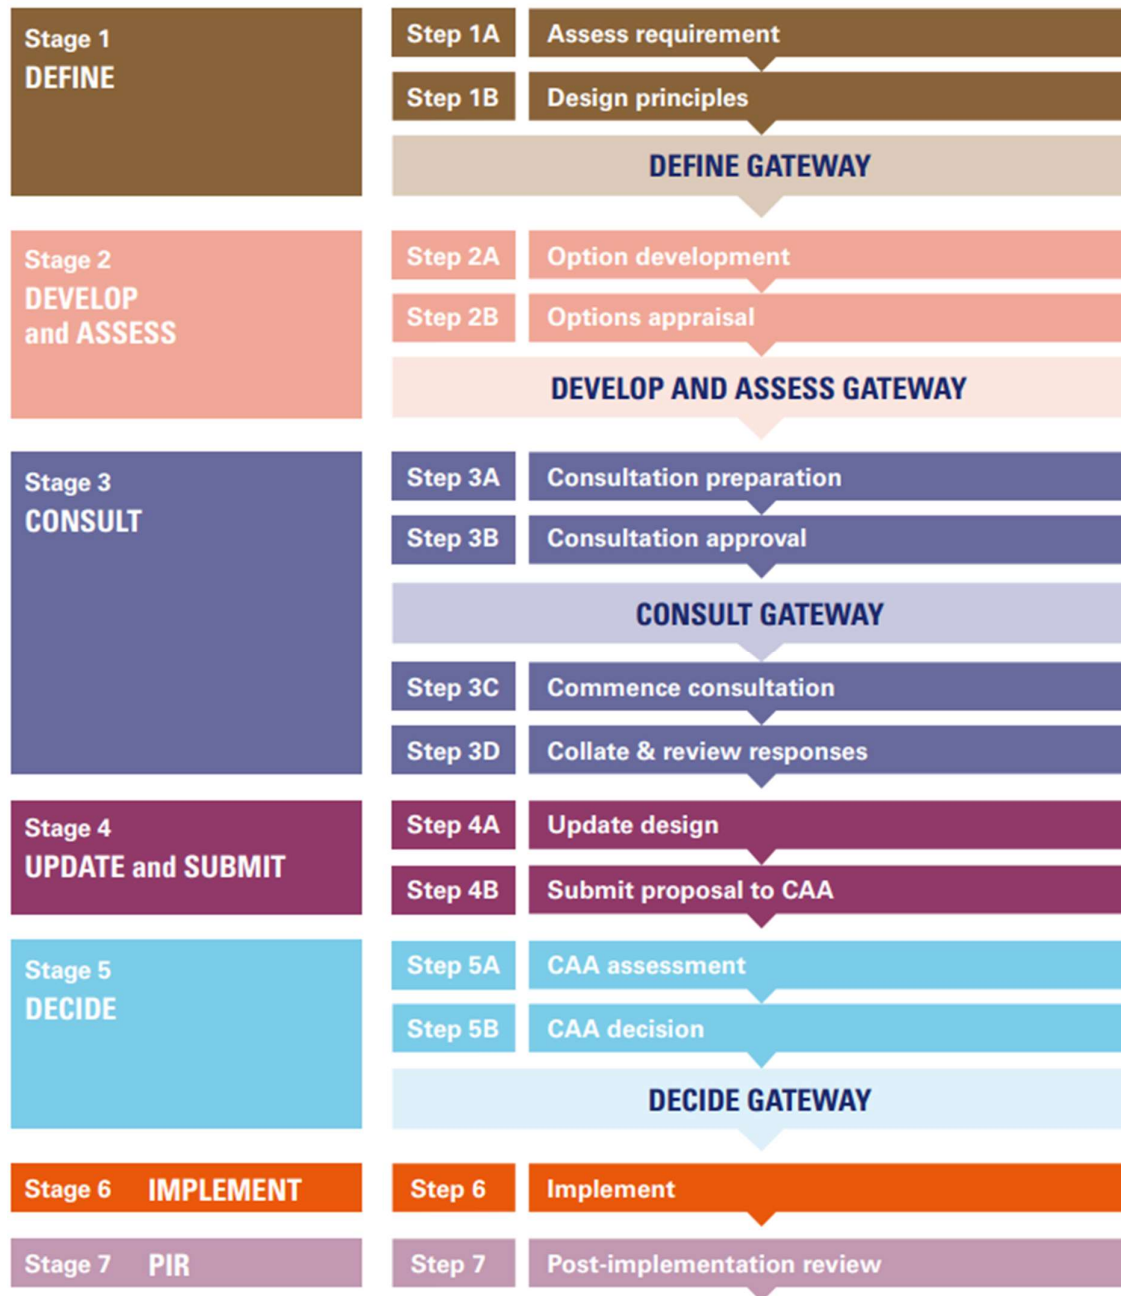 Stage 1
DEFINE
Step 1A Assess requirement
Step 1B Design principles
DEFINE GATEWAY
Stage 2
DEVELOP
and ASSESS
Step 2A Option development
Step 2B Options appraisal
DEVELOP AND ASSESS GATEWAY
Stage 3
CONSULT
Step 3A Consultation preparation
Step 3B Consultation approval
CONSULT GATEWAY
Step 3C Commence consultation
Step 3D Collate & review responses
Stage 4
UPDATE and SUBMIT
Step 4A Update design
Step 4B Submit proposal to CAA
Stage 5
DECIDE
Step 5A CAA assessment
Step 5B CAA decision
DECIDE GATEWAY
Stage 6 IMPLEMENT
Step 6 Implement
Stage 7 PIR
Step 7 Post-implementation review